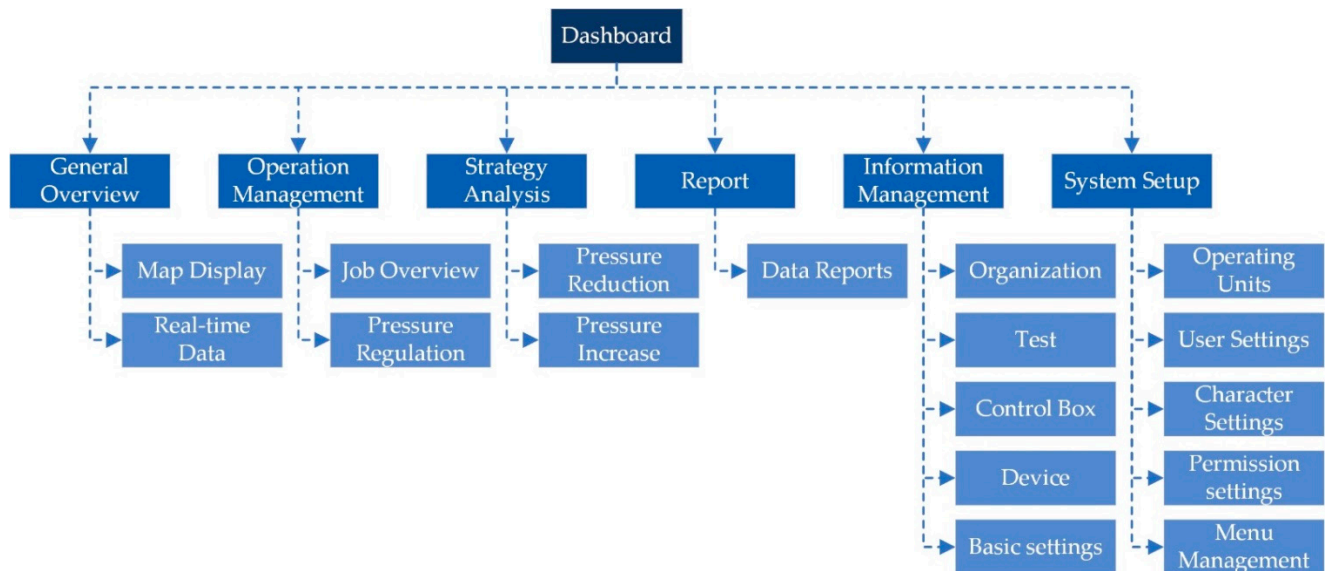 Dashboard
General
Overview
Operation
Management
Strategy
Analysis
Report
Information
Management
System Setup
Map Display
Real-time
Data
Job Overview
Pressure
Regulation
Pressure
Reduction
Pressure
Increase
Data Reports
Organization
Test
Control Box
Device
Basic settings
Operating
Units
User Settings
Character
Settings
Permission
settings
Menu
Management